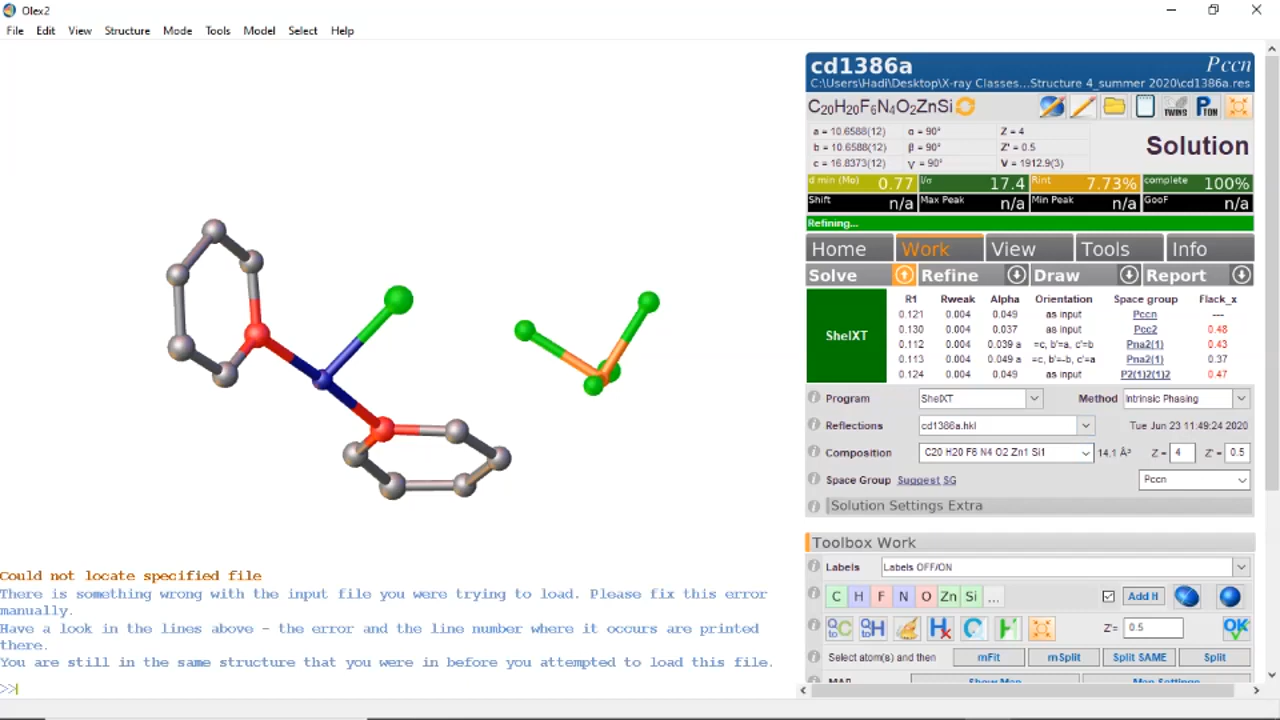 Olex2
File Edit View Structure Mode Tools Model Select Help
cd1386a Pccn
C:\Users\Hadi\Desktop\X-ray Classes...Structure 4_summer 2020\cd1386a.res
C20H20F6N4O2ZnSi TWINS PTON
a = 10.6588(12) α = 90° Z = 4
b = 10.6588(12) β = 90° Z' = 0.5 Solution
c = 16.8373(12) γ = 90° V = 1912.9(3)
d min (Mo) 0.77 I/σ 17.4 Rint 7.73% complete 100%
Shift n/a Max Peak n/a Min Peak n/a GooF n/a
Refining...
Home Work View Tools Info
Solve Refine Draw Report
R1 Rweak Alpha Orientation Space group Flack_x
0.121 0.004 0.049 as input Pccn ---
0.130 0.004 0.037 as input Pcc2 0.48
ShelXT
0.112 0.004 0.039 a =c, b'=a, c'=b Pna2(1) 0.43
0.113 0.004 0.049 a =c, b'=-b, c'=a Pna2(1) 0.37
0.124 0.004 0.049 as input P2(1)2(1)2 0.47
Program ShelXT Method Intrinsic Phasing
Reflections cd1386a.hkl Tue Jun 23 11:49:24 2020
Composition C20 H20 F6 N4 O2 Zn1 Si1 14.1 Å³ Z = 4 Z' = 0.5
Space Group Suggest SG Pccn
Solution Settings Extra
Toolbox Work
Labels Labels OFF/ON
C H F N O Zn Si ... Add H
to C to H H Z'= 0.5 OK
Select atom(s) and then mFit mSplit Split SAME Split
MAP Show Map Map Settings
Could not locate specified file
There is something wrong with the input file you were trying to load. Please fix this error
manually.
Have a look in the lines above - the error and the line number where it occurs are printed
there.
You are still in the same structure that you were in before you attempted to load this file.
>>